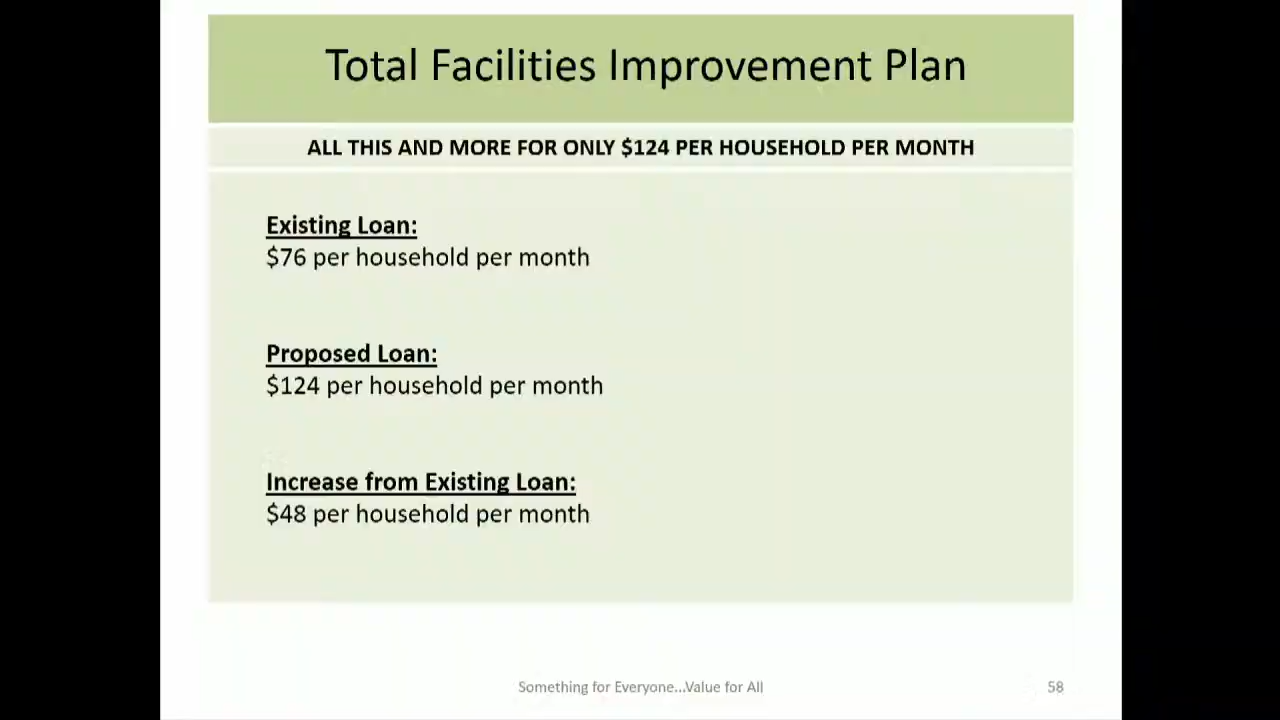 Total Facilities Improvement Plan
ALL THIS AND MORE FOR ONLY $124 PER HOUSEHOLD PER MONTH
Existing Loan:
$76 per household per month
Proposed Loan:
$124 per household per month
Increase from Existing Loan:
$48 per household per month
Something for Everyone...Value for All
58